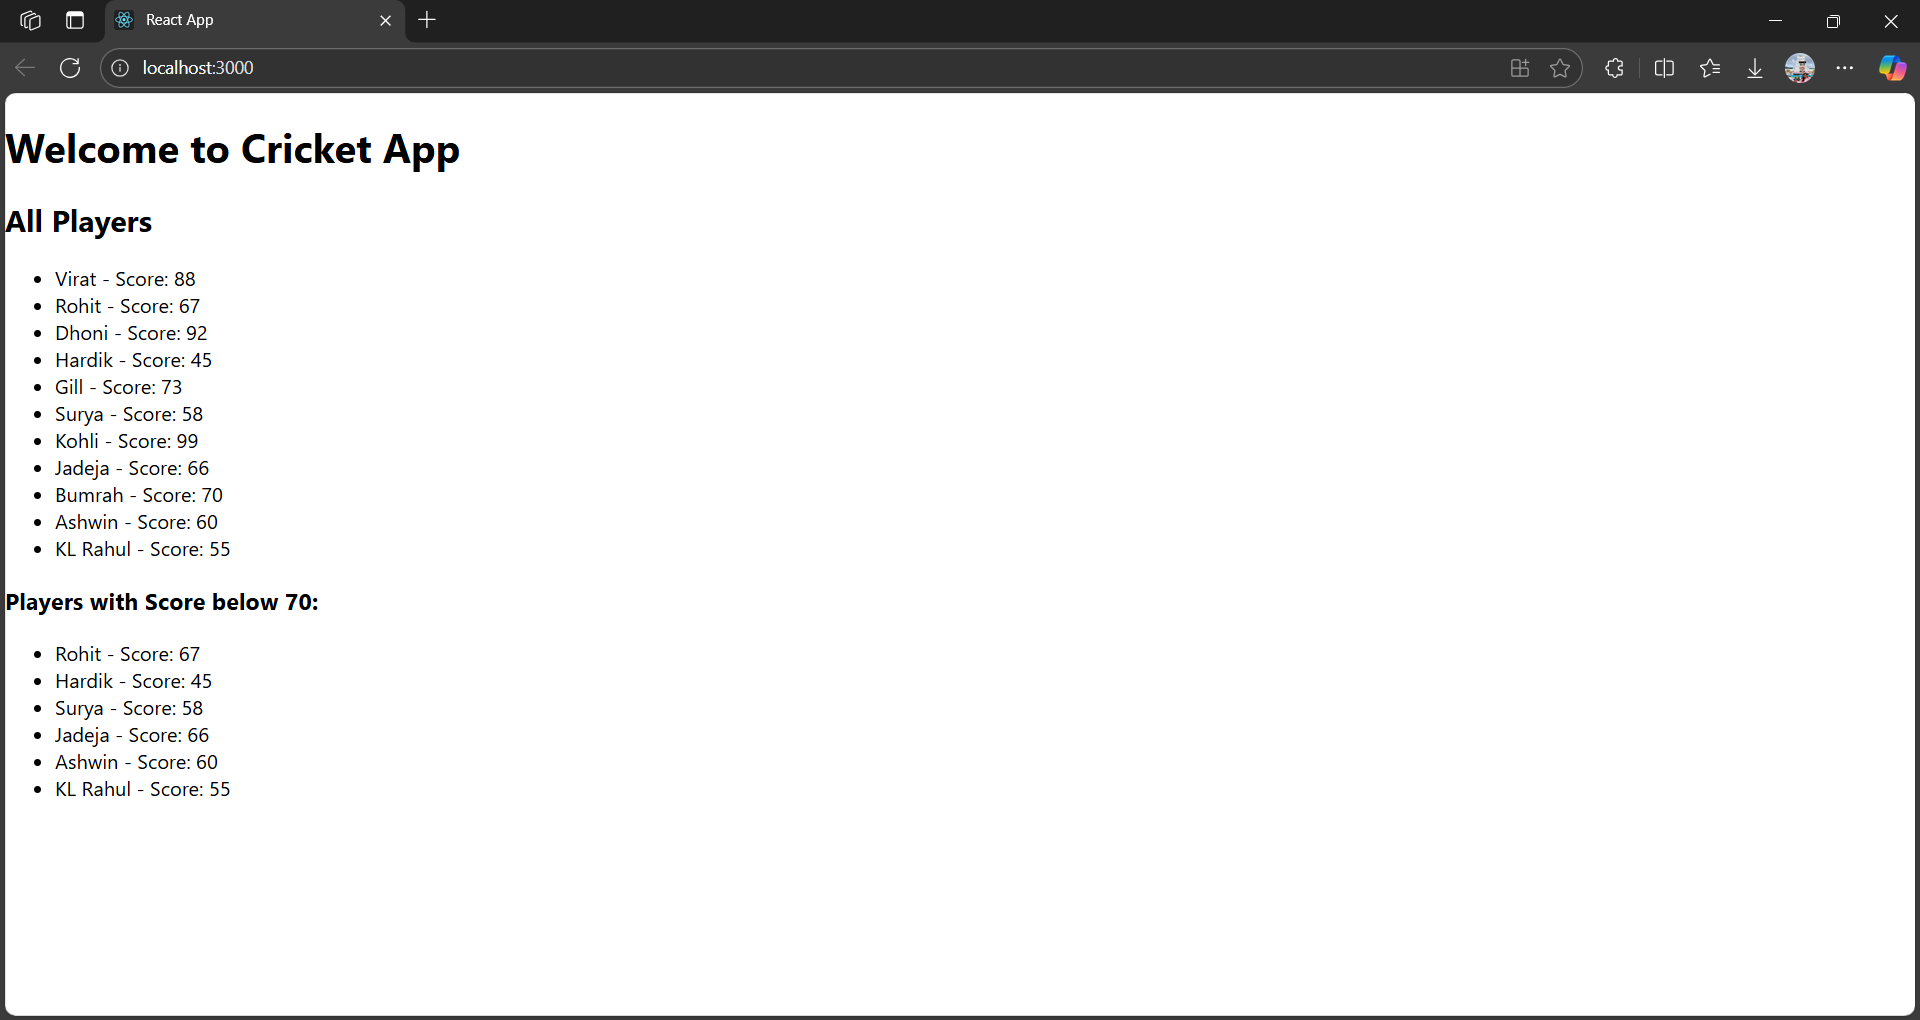 React App
localhost:3000
Welcome to Cricket App
All Players
Virat - Score: 88
Rohit - Score: 67
Dhoni - Score: 92
Hardik - Score: 45
Gill - Score: 73
Surya - Score: 58
Kohli - Score: 99
Jadeja - Score: 66
Bumrah - Score: 70
Ashwin - Score: 60
KL Rahul - Score: 55
Players with Score below 70:
Rohit - Score: 67
Hardik - Score: 45
Surya - Score: 58
Jadeja - Score: 66
Ashwin - Score: 60
KL Rahul - Score: 55